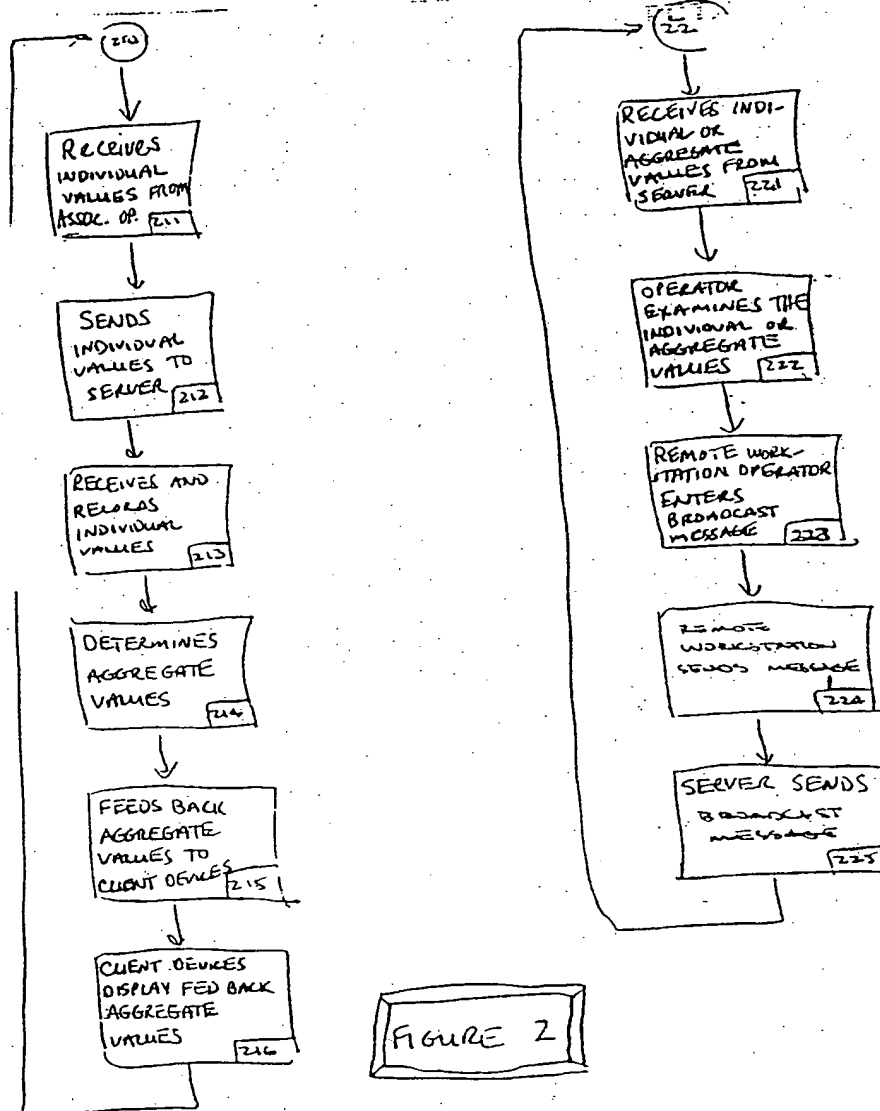 RECEIVES
INDIVIDUAL
VALUES FROM
ASSOC. OP.
211
SENDS
INDIVIDUAL
VALUES TO
SERVER
212
RECEIVES AND
RECORDS
INDIVIDUAL
VALUES
213
DETERMINES
AGGREGATE
VALUES
214
FEEDS BACK
AGGREGATE
VALUES TO
CLIENT DEVICES
215
CLIENT DEVICES
DISPLAY FED BACK
AGGREGATE
VALUES
216
22
RECEIVES INDI-
VIDUAL OR
AGGREGATE
VALUES FROM
SERVER
221
OPERATOR
EXAMINES THE
INDIVIDUAL OR
AGGREGATE
VALUES
222
REMOTE WORK-
STATION OPERATOR
ENTERS
BROADCAST
MESSAGE
223
REMOTE
WORKSTATION
SENDS MESSAGE
224
SERVER SENDS
BROADCAST
MESSAGE
225
FIGURE 2